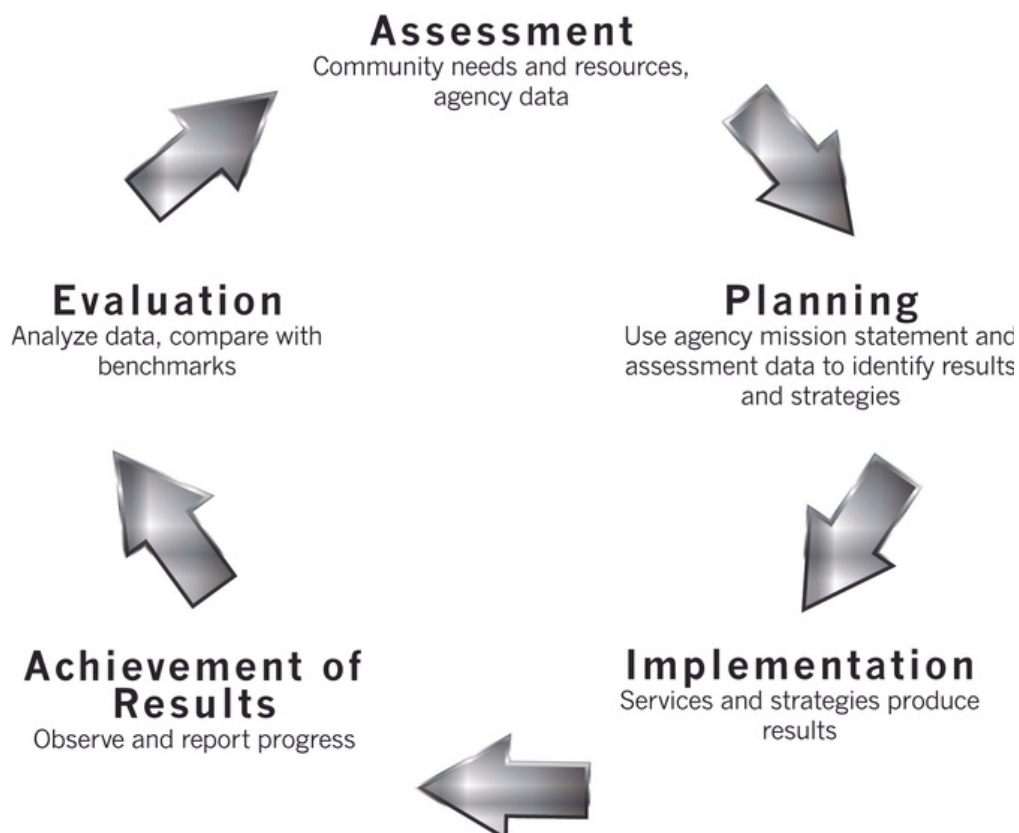 Assessment
Community needs and resources,
agency data
Evaluation
Analyze data, compare with
benchmarks
Planning
Use agency mission statement and
assessment data to identify results
and strategies
Achievement of
Results
Observe and report progress
Implementation
Services and strategies produce
results